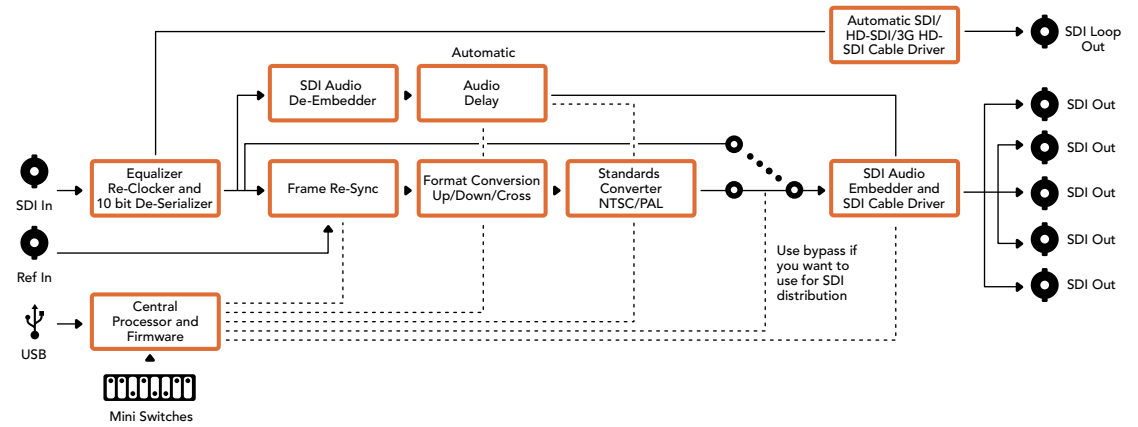 Automatic SDI/
HD-SDI/3G HD-
SDI Cable Driver
SDI Loop
Out
Automatic
SDI Audio
De-Embedder
Audio
Delay
SDI Out
SDI Out
SDI In
Equalizer
Re-Clocker and
10 bit De-Serializer
Frame Re-Sync
Format Conversion
Up/Down/Cross
Standards
Converter
NTSC/PAL
SDI Audio
Embedder and
SDI Cable Driver
SDI Out
SDI Out
SDI Out
Ref In
Use bypass if
you want to
use for SDI
distribution
USB
Central
Processor and
Firmware
Mini Switches